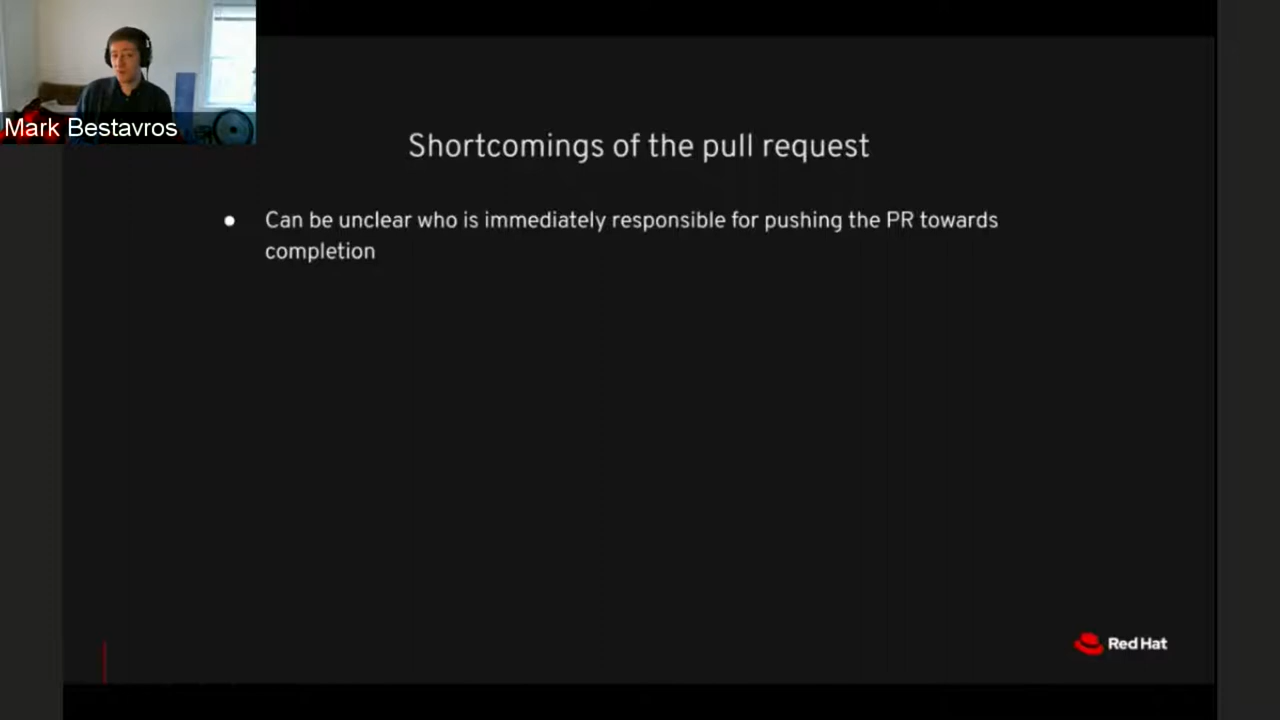 Mark Bestavros
Shortcomings of the pull request
● Can be unclear who is immediately responsible for pushing the PR towards
completion
Red Hat